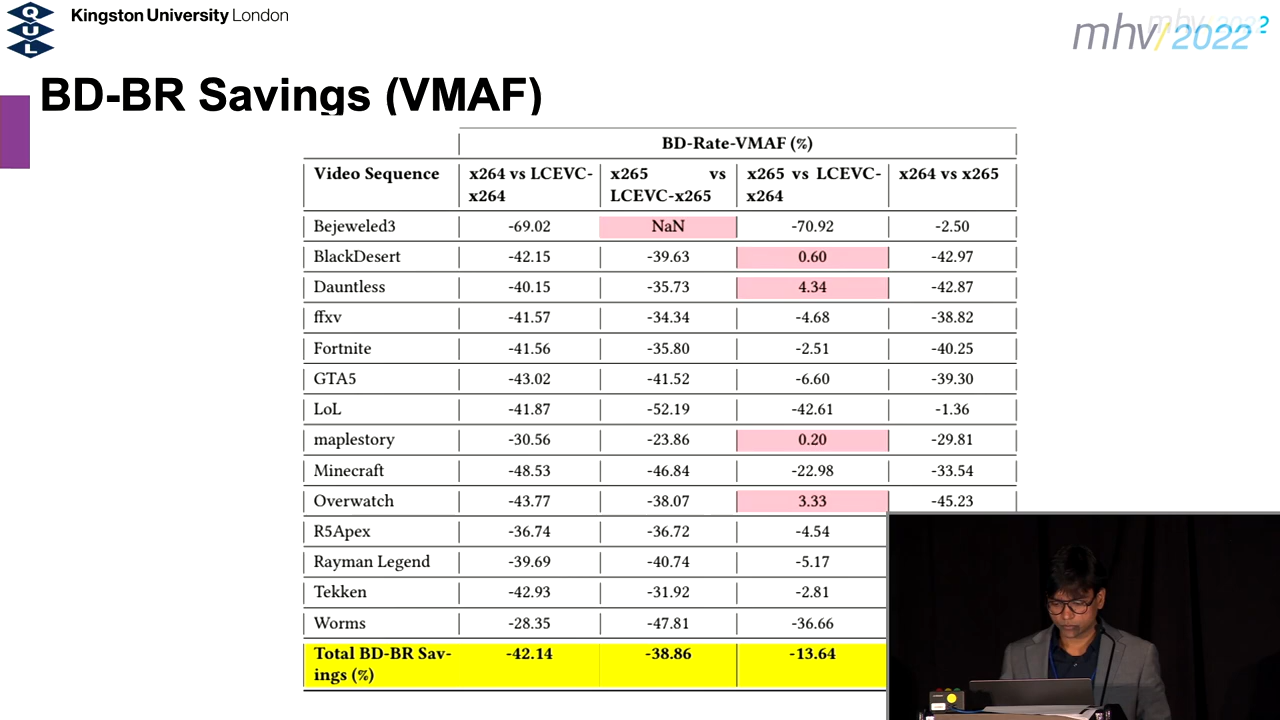 QUL
Kingston University London
mhv/2022
BD-BR Savings (VMAF)
BD-Rate-VMAF (%)
Video Sequence | x264 vs LCEVC-x264 | x265 vs LCEVC-x265 | x265 vs LCEVC-x264 | x264 vs x265
Bejeweled3 | -69.02 | NaN | -70.92 | -2.50
BlackDesert | -42.15 | -39.63 | 0.60 | -42.97
Dauntless | -40.15 | -35.73 | 4.34 | -42.87
ffxv | -41.57 | -34.34 | -4.68 | -38.82
Fortnite | -41.56 | -35.80 | -2.51 | -40.25
GTA5 | -43.02 | -41.52 | -6.60 | -39.30
LoL | -41.87 | -52.19 | -42.61 | -1.36
maplestory | -30.56 | -23.86 | 0.20 | -29.81
Minecraft | -48.53 | -46.84 | -22.98 | -33.54
Overwatch | -43.77 | -38.07 | 3.33 | -45.23
R5Apex | -36.74 | -36.72 | -4.54
Rayman Legend | -39.69 | -40.74 | -5.17
Tekken | -42.93 | -31.92 | -2.81
Worms | -28.35 | -47.81 | -36.66
Total BD-BR Sav-
ings (%) | -42.14 | -38.86 | -13.64